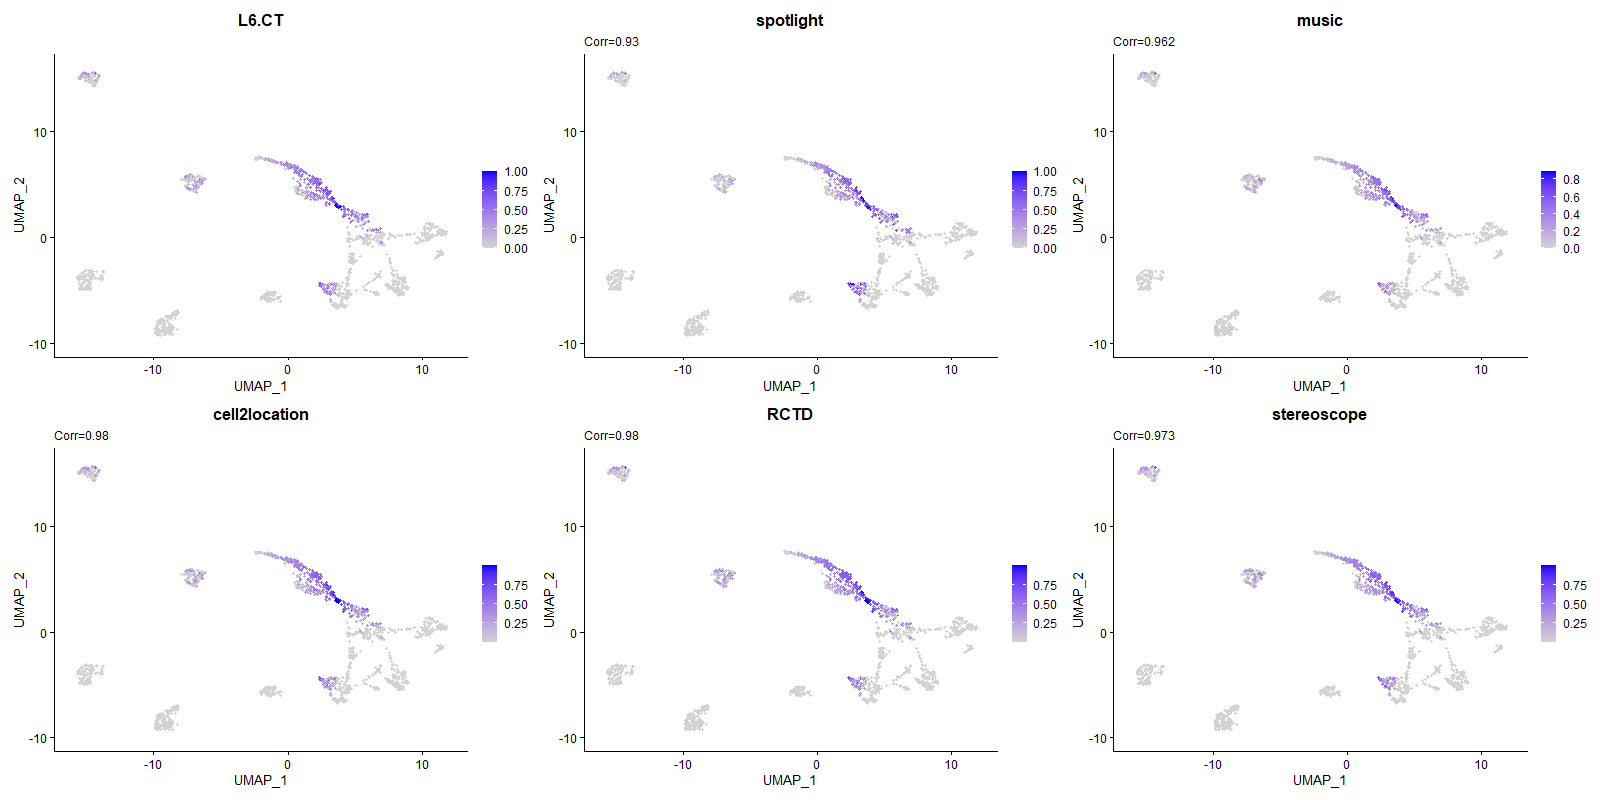 L6.CT
UMAP_2
10
0
-10
-10
0
10
UMAP_1
1.00
0.75
0.50
0.25
0.00
spotlight
Corr=0.93
UMAP_2
10
0
-10
-10
0
10
UMAP_1
1.00
0.75
0.50
0.25
0.00
music
Corr=0.962
UMAP_2
10
0
-10
-10
0
10
UMAP_1
0.8
0.6
0.4
0.2
0.0
cell2location
Corr=0.98
UMAP_2
10
0
-10
-10
0
10
UMAP_1
0.75
0.50
0.25
RCTD
Corr=0.98
UMAP_2
10
0
-10
-10
0
10
UMAP_1
0.75
0.50
0.25
stereoscope
Corr=0.973
UMAP_2
10
0
-10
-10
0
10
UMAP_1
0.75
0.50
0.25